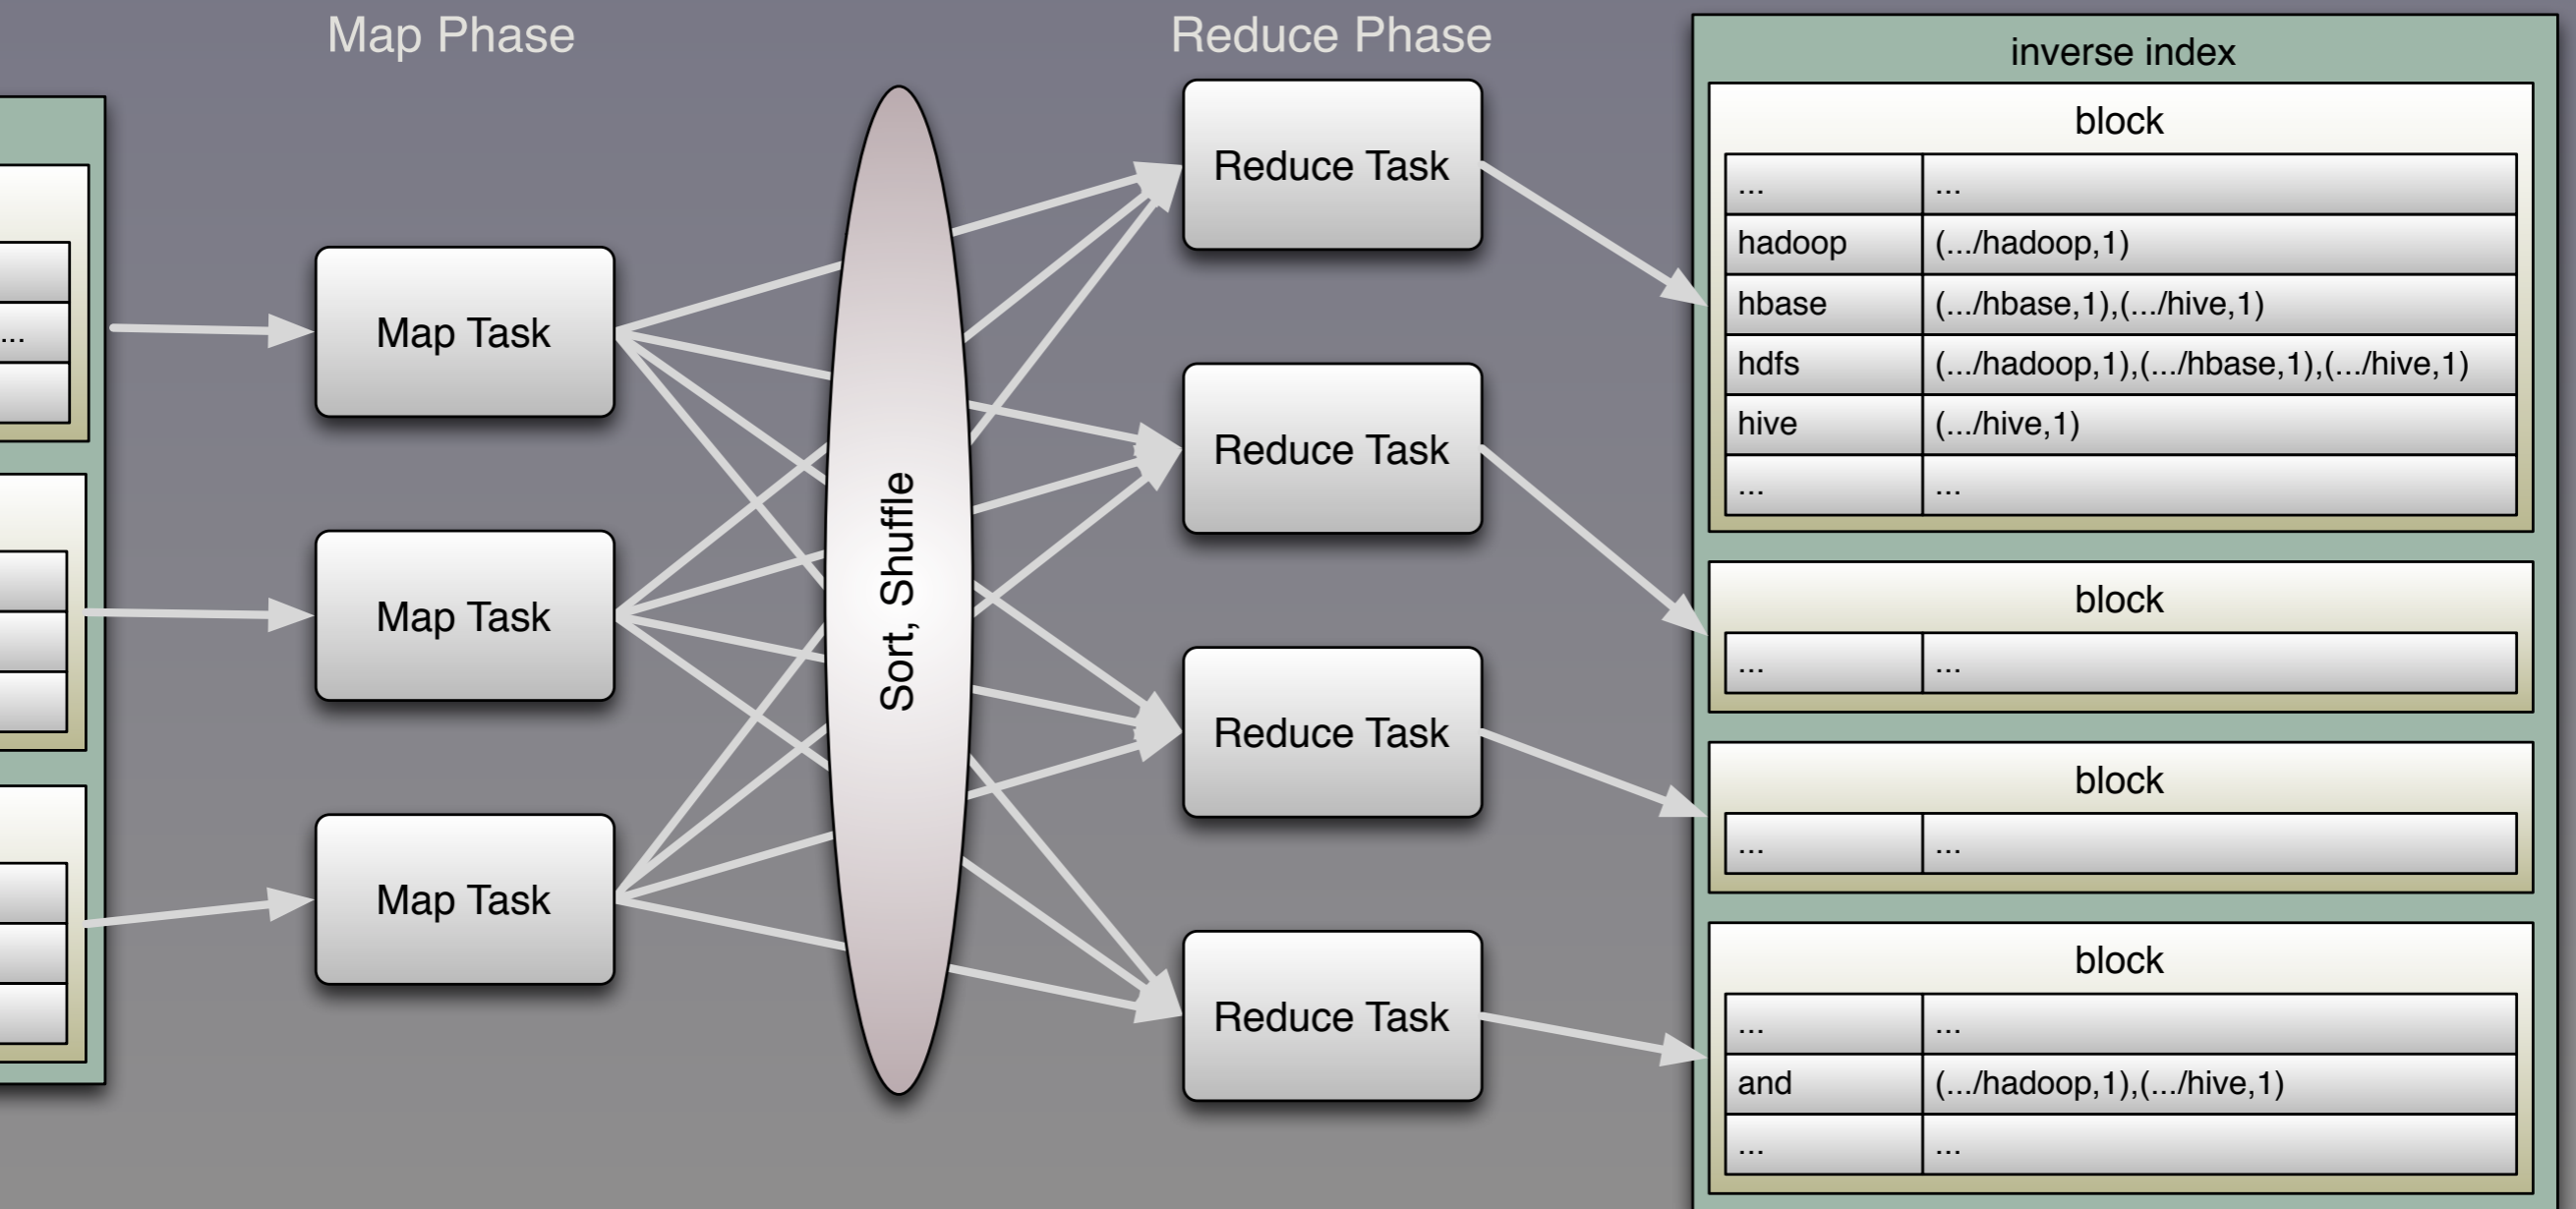 Map Phase
Reduce Phase
...
Map Task
Map Task
Map Task
Sort, Shuffle
Reduce Task
Reduce Task
Reduce Task
Reduce Task
inverse index
block
... ...
hadoop (.../hadoop,1)
hbase (.../hbase,1),(.../hive,1)
hdfs (.../hadoop,1),(.../hbase,1),(.../hive,1)
hive (.../hive,1)
... ...
block
... ...
block
... ...
block
... ...
and (.../hadoop,1),(.../hive,1)
... ...